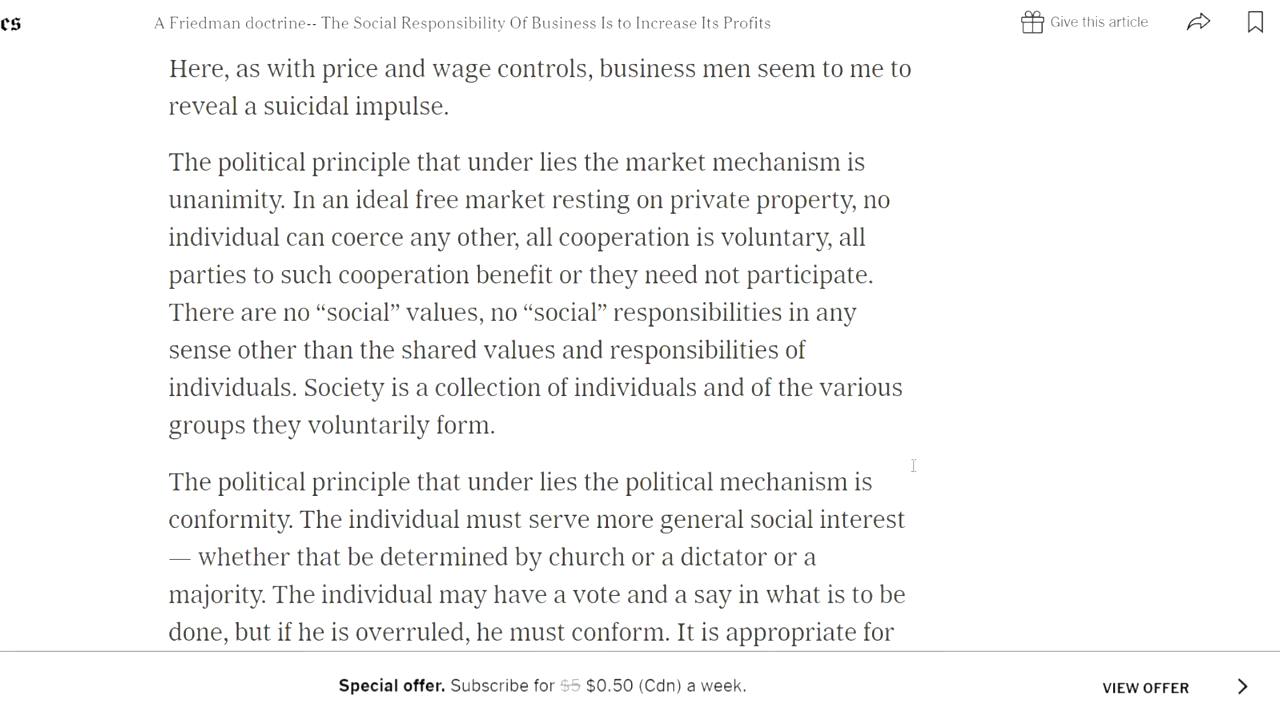 es
A Friedman doctrine-- The Social Responsibility Of Business Is to Increase Its Profits
Give this article
Here, as with price and wage controls, business men seem to me to
reveal a suicidal impulse.
The political principle that under lies the market mechanism is
unanimity. In an ideal free market resting on private property, no
individual can coerce any other, all cooperation is voluntary, all
parties to such cooperation benefit or they need not participate.
There are no “social” values, no “social” responsibilities in any
sense other than the shared values and responsibilities of
individuals. Society is a collection of individuals and of the various
groups they voluntarily form.
The political principle that under lies the political mechanism is
conformity. The individual must serve more general social interest
— whether that be determined by church or a dictator or a
majority. The individual may have a vote and a say in what is to be
done, but if he is overruled, he must conform. It is appropriate for
Special offer. Subscribe for $5 $0.50 (Cdn) a week.
VIEW OFFER